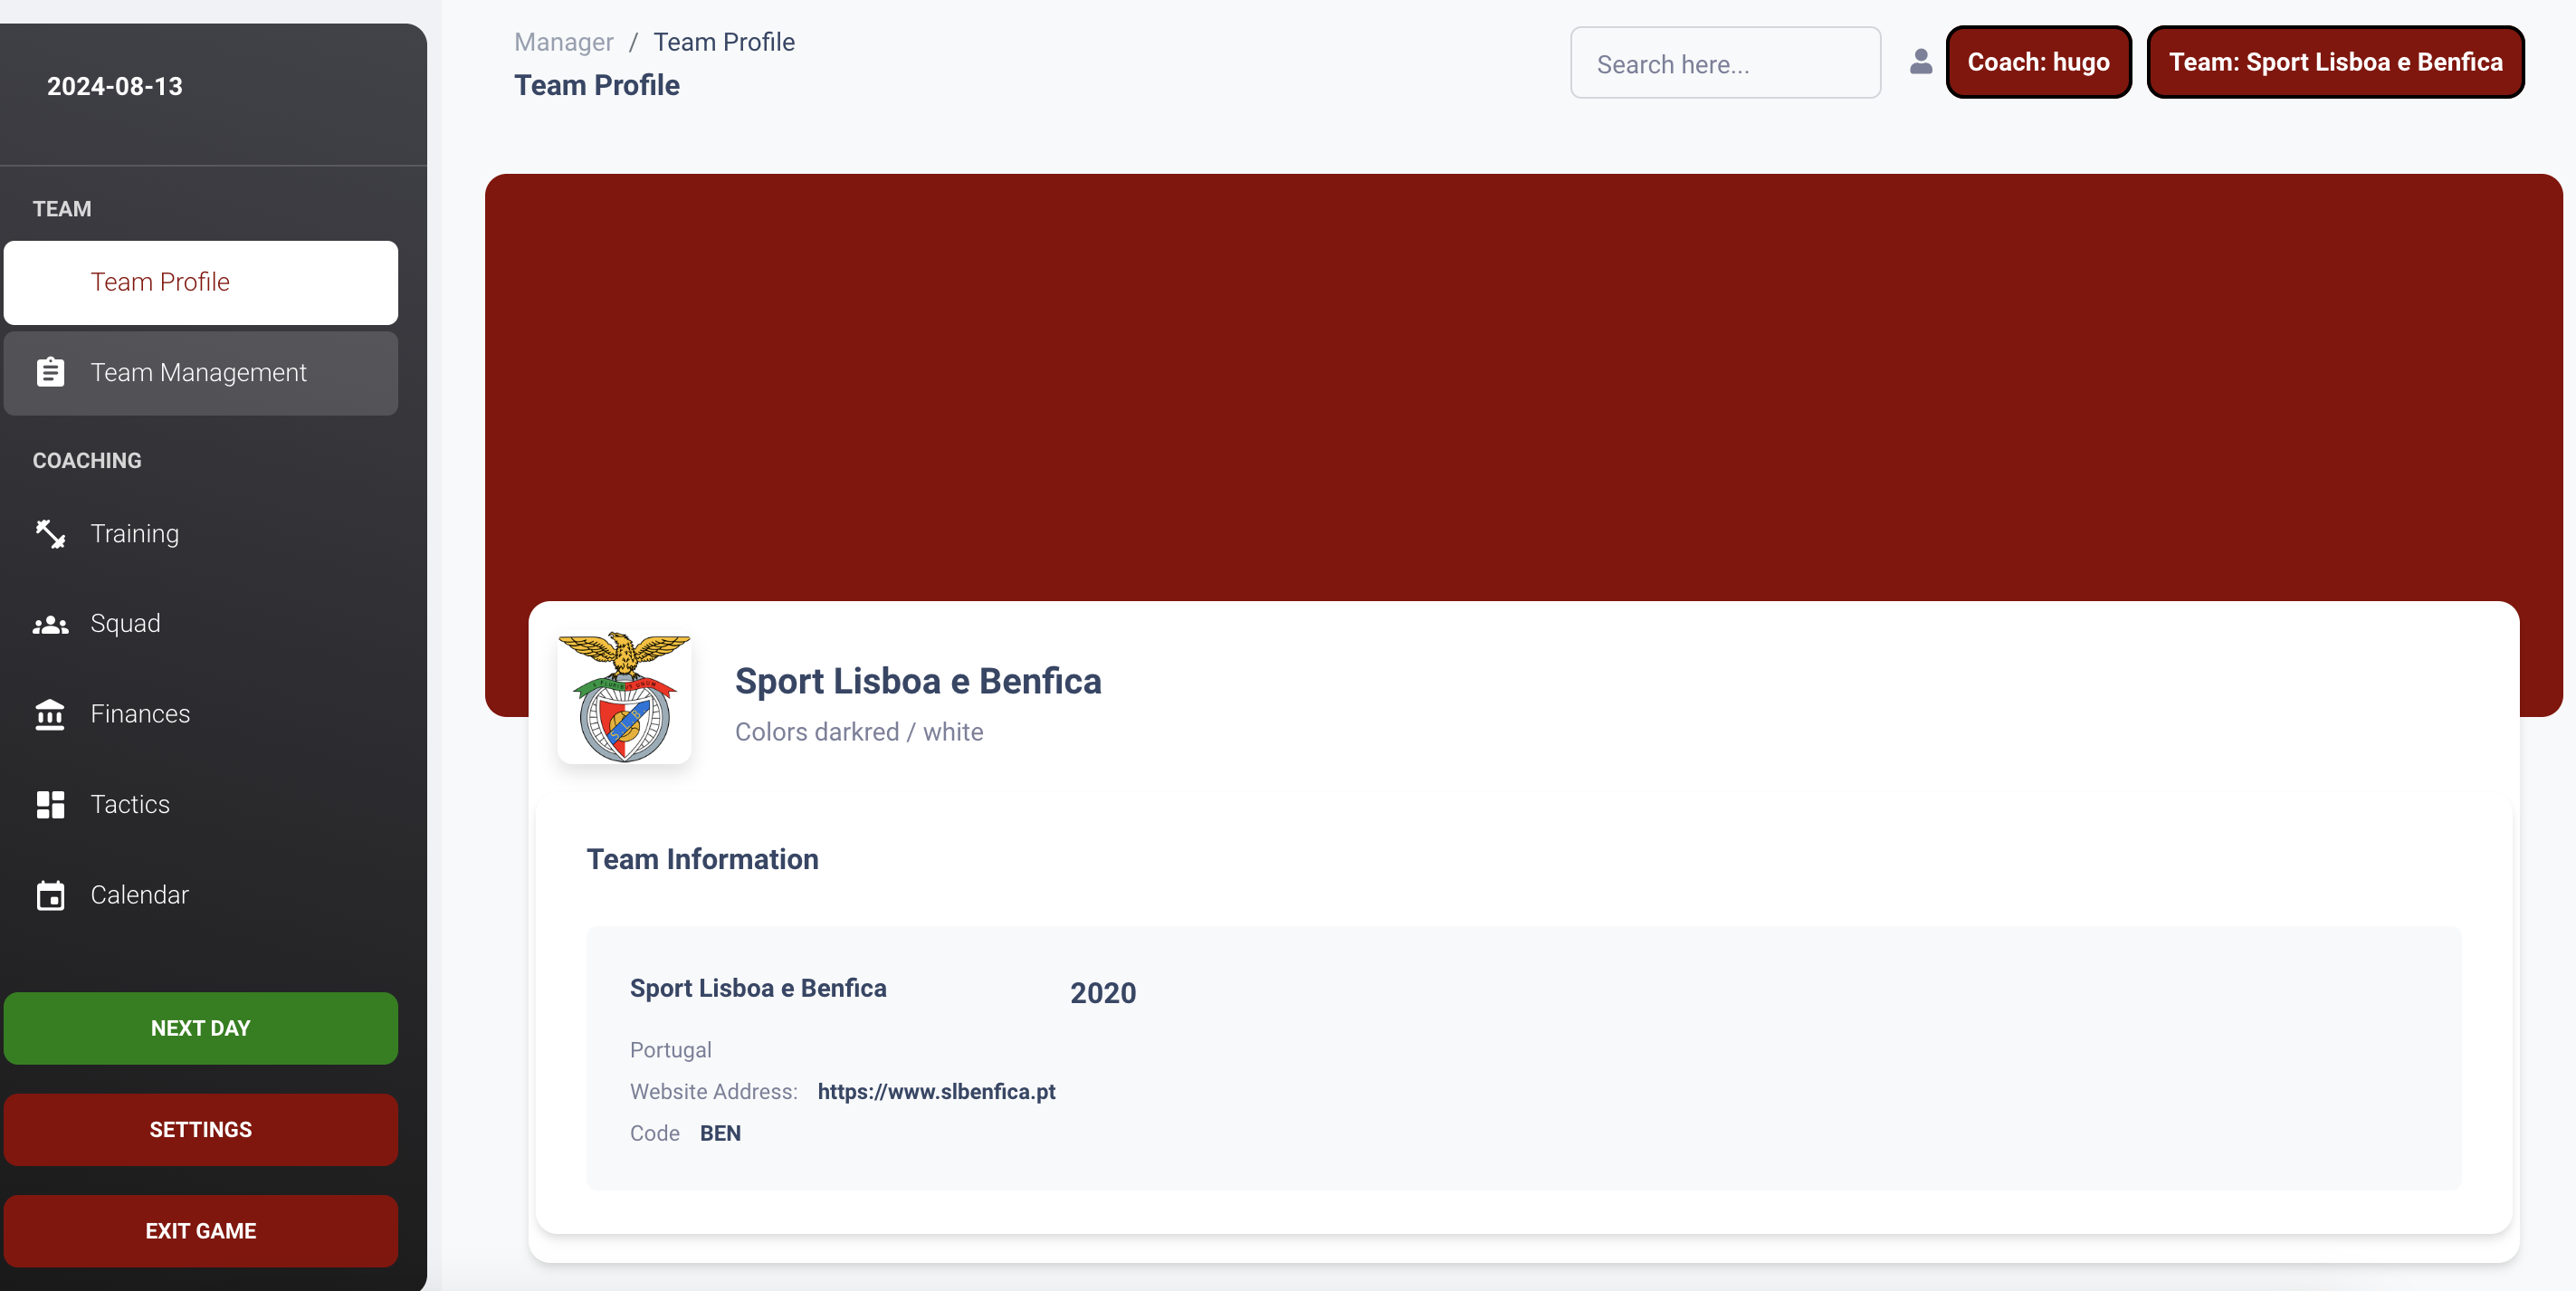 2024-08-13
TEAM
Team Profile
Team Management
COACHING
Training
Squad
Finances
Tactics
Calendar
NEXT DAY
SETTINGS
EXIT GAME
Manager / Team Profile
Team Profile
Search here...
Coach: hugo
Team: Sport Lisboa e Benfica
Sport Lisboa e Benfica
Colors darkred / white
Team Information
Sport Lisboa e Benfica
2020
Portugal
Website Address: https://www.slbenfica.pt
Code BEN